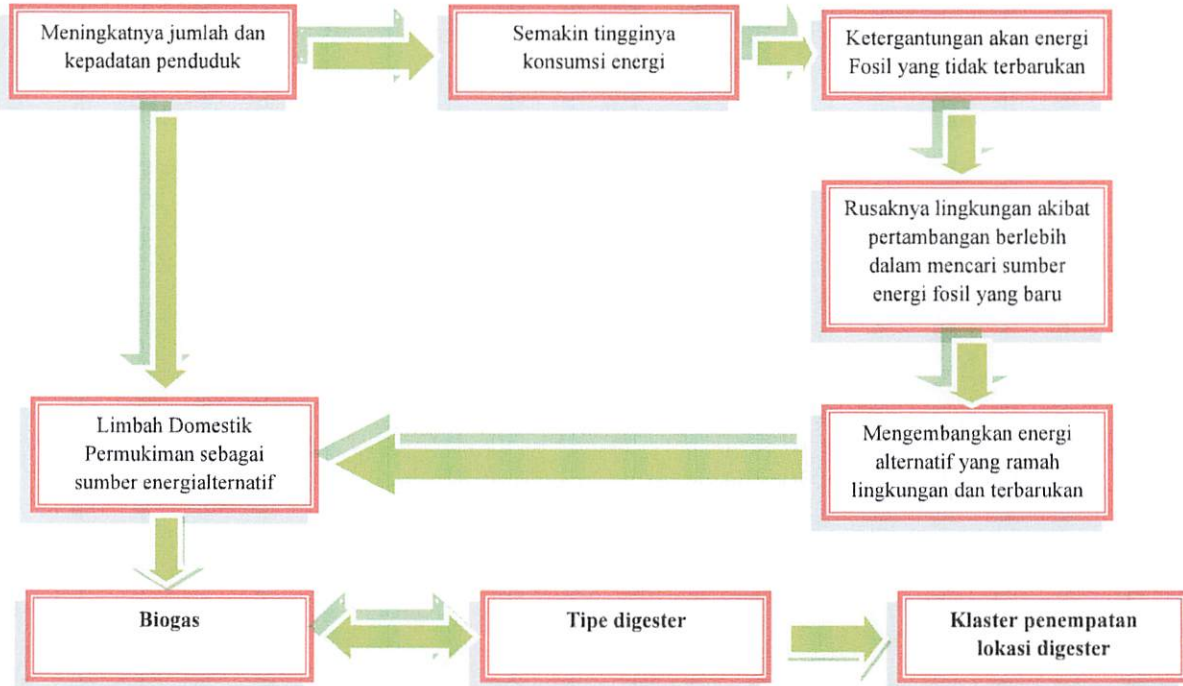 Meningkatnya jumlah dan
kepadatan penduduk
Semakin tingginya
konsumsi energi
Ketergantungan akan energi
Fosil yang tidak terbarukan
Rusaknya lingkungan akibat
pertambangan berlebih
dalam mencari sumber
energi fosil yang baru
Limbah Domestik
Permukiman sebagai
sumber energialternatif
Mengembangkan energi
alternatif yang ramah
lingkungan dan terbarukan
Biogas
Tipe digester
Klaster penempatan
lokasi digester